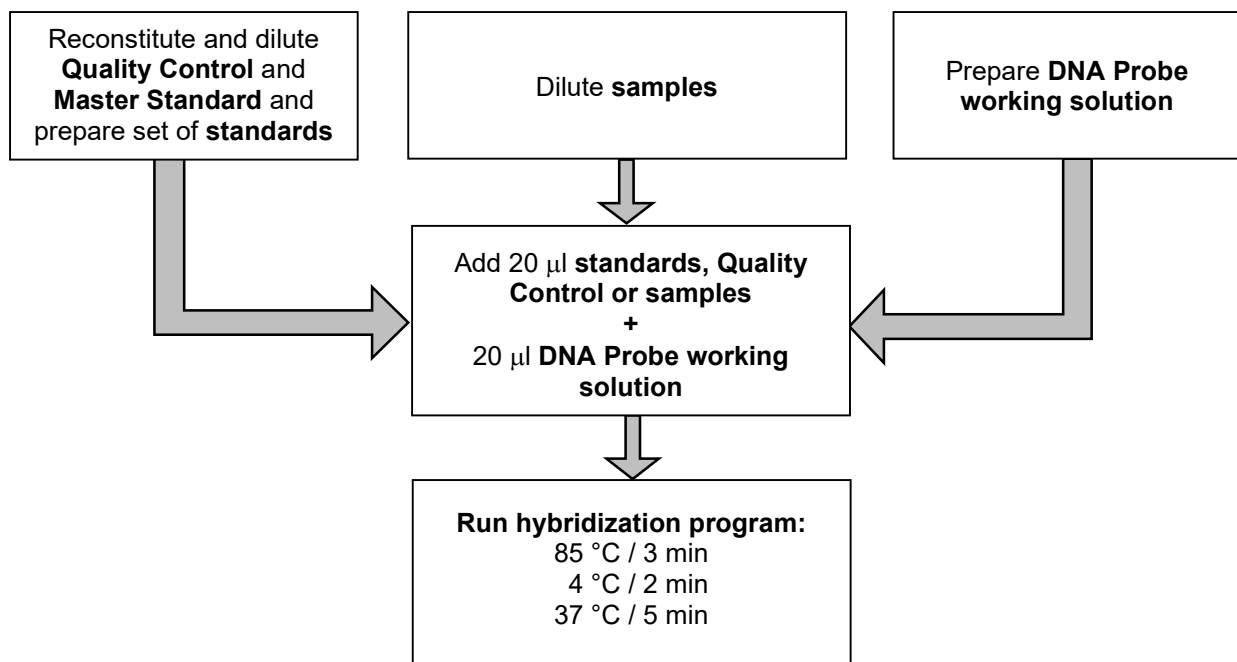 Reconstitute and dilute
Quality Control and
Master Standard and
prepare set of standards
Dilute samples
Prepare DNA Probe
working solution
Add 20 μl standards, Quality
Control or samples
+
20 μl DNA Probe working
solution
Run hybridization program:
85 °C / 3 min
4 °C / 2 min
37 °C / 5 min